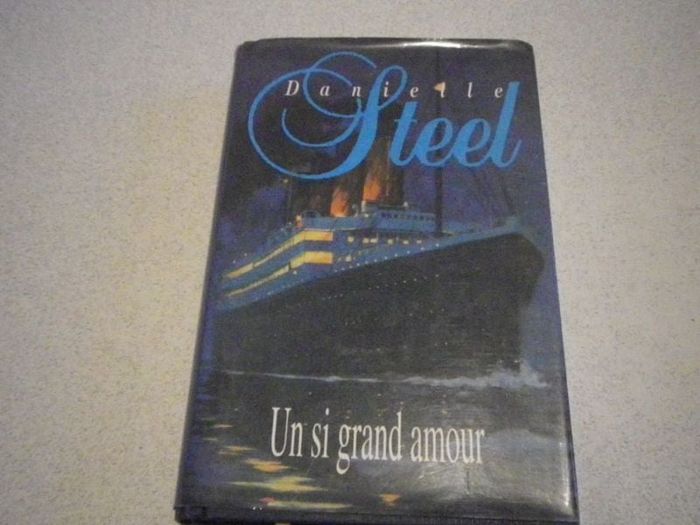 Danielle
Steel
Un si grand amour